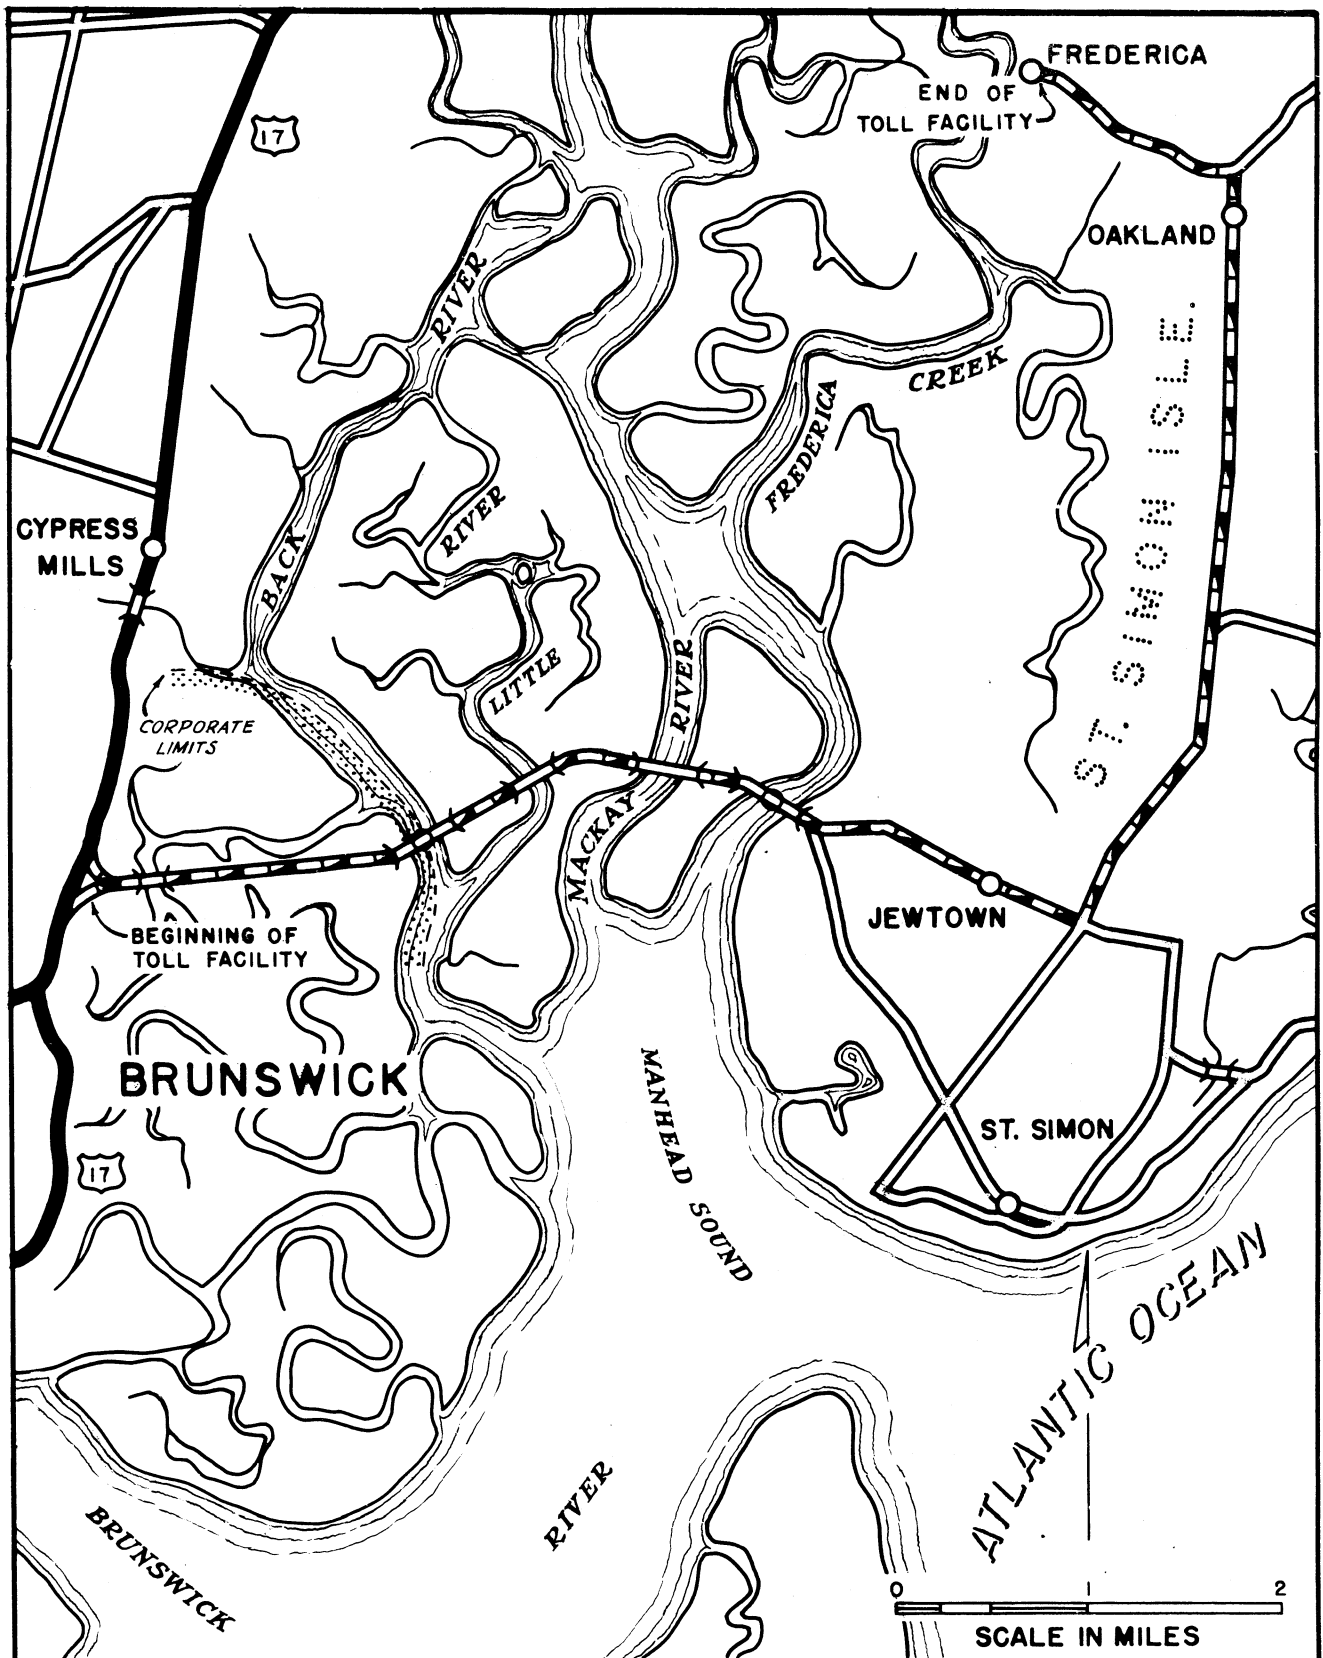 FREDERICA
END OF
TOLL FACILITY
17
OAKLAND
RIVER
CREEK
FREDERICA
ST. SIMON ISLE.
CYPRESS
MILLS
BACK
RIVER
LITTLE
RIVER
CORPORATE
LIMITS
MACKAY
JEWTOWN
BEGINNING OF
TOLL FACILITY
BRUNSWICK
MANHEAD SOUND
ST. SIMON
17
ATLANTIC OCEAN
RIVER
BRUNSWICK
0 1 2
SCALE IN MILES